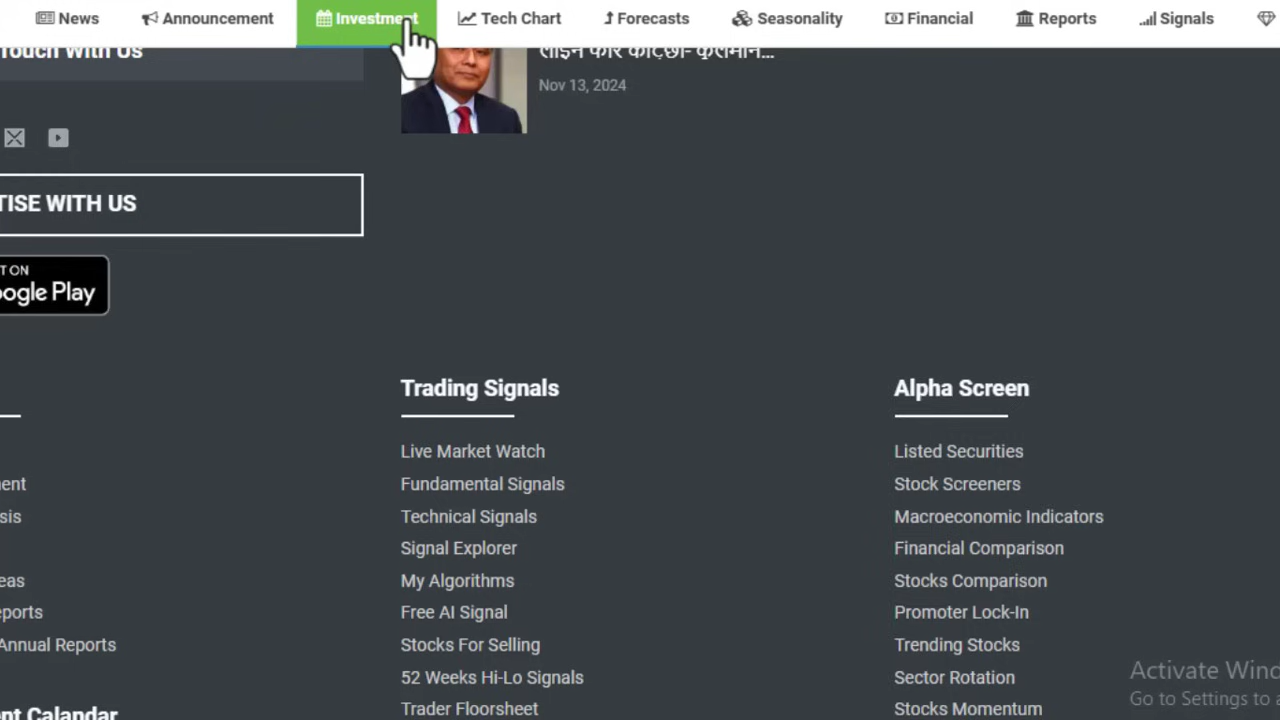 News
Announcement
Investment
Tech Chart
Forecasts
Seasonality
Financial
Reports
Signals
Touch With Us
Nov 13, 2024
TISE WITH US
T ON
oogle Play
Trading Signals
Live Market Watch
Fundamental Signals
Technical Signals
Signal Explorer
My Algorithms
Free AI Signal
Stocks For Selling
52 Weeks Hi-Lo Signals
Trader Floorsheet
Alpha Screen
Listed Securities
Stock Screeners
Macroeconomic Indicators
Financial Comparison
Stocks Comparison
Promoter Lock-In
Trending Stocks
Sector Rotation
Stocks Momentum
ent
sis
eas
eports
Annual Reports
nt Calandar
Activate Wind
Go to Settings to a